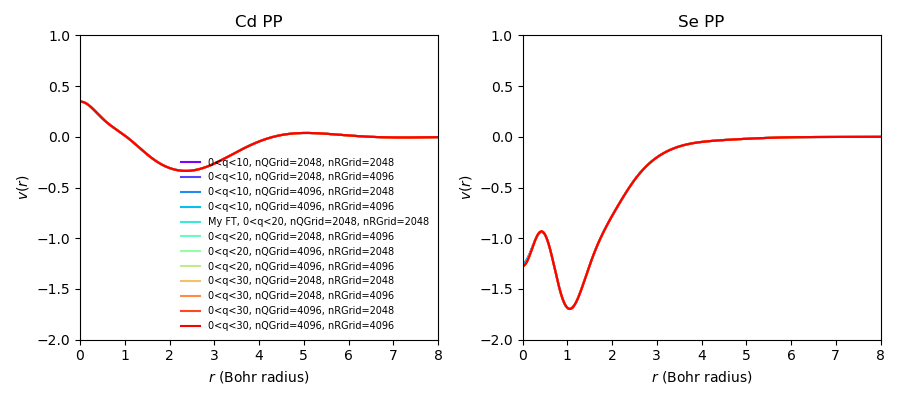 Cd PP
1.0
0.5
0.0
−0.5
−1.0
−1.5
−2.0
v(r)
0<q<10, nQGrid=2048, nRGrid=2048
0<q<10, nQGrid=2048, nRGrid=4096
0<q<10, nQGrid=4096, nRGrid=2048
0<q<10, nQGrid=4096, nRGrid=4096
My FT, 0<q<20, nQGrid=2048, nRGrid=2048
0<q<20, nQGrid=2048, nRGrid=4096
0<q<20, nQGrid=4096, nRGrid=2048
0<q<20, nQGrid=4096, nRGrid=4096
0<q<30, nQGrid=2048, nRGrid=2048
0<q<30, nQGrid=2048, nRGrid=4096
0<q<30, nQGrid=4096, nRGrid=2048
0<q<30, nQGrid=4096, nRGrid=4096
0 1 2 3 4 5 6 7 8
r (Bohr radius)
Se PP
1.0
0.5
0.0
−0.5
−1.0
−1.5
−2.0
v(r)
0 1 2 3 4 5 6 7 8
r (Bohr radius)